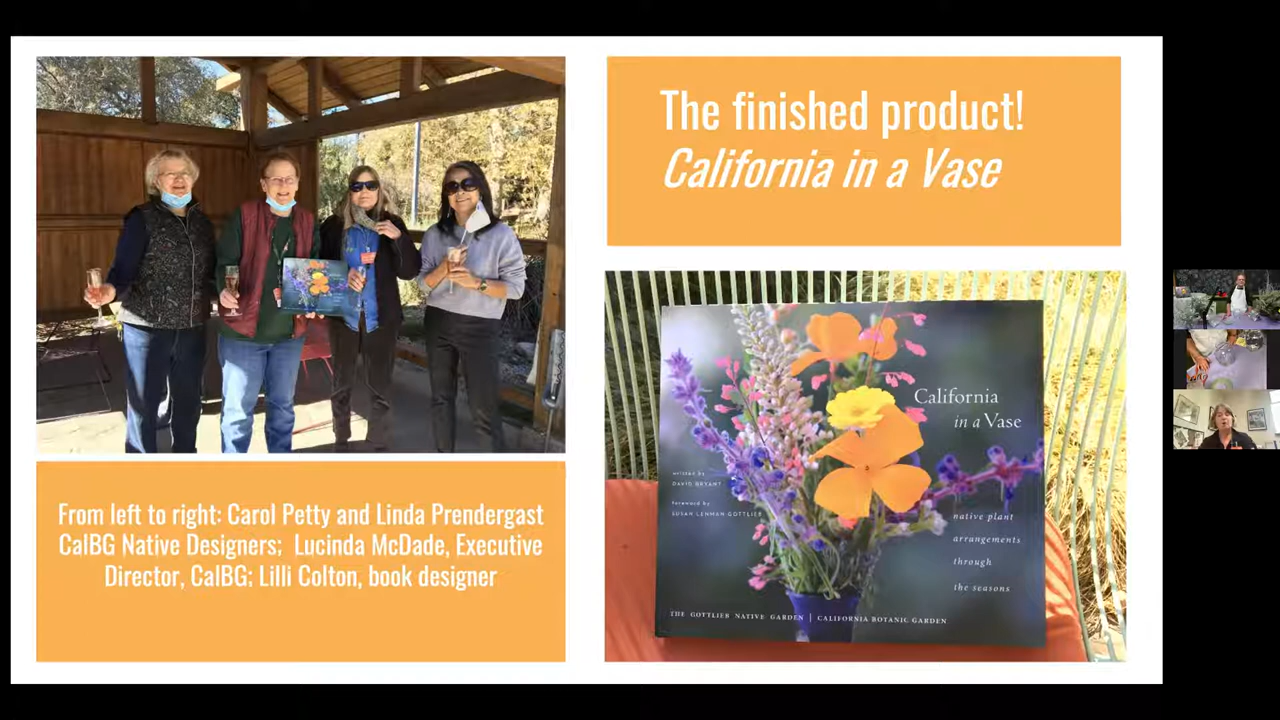 The finished product!
California in a Vase
From left to right: Carol Petty and Linda Prendergast
CalBG Native Designers; Lucinda McDade, Executive
Director, CalBG; Lilli Colton, book designer
California
in a Vase
written by
DAVID BRYANT
foreword by
SUSAN LENMAN GOTTLIEB
native plant
arrangements
through
the seasons
THE GOTTLIEB NATIVE GARDEN | CALIFORNIA BOTANIC GARDEN